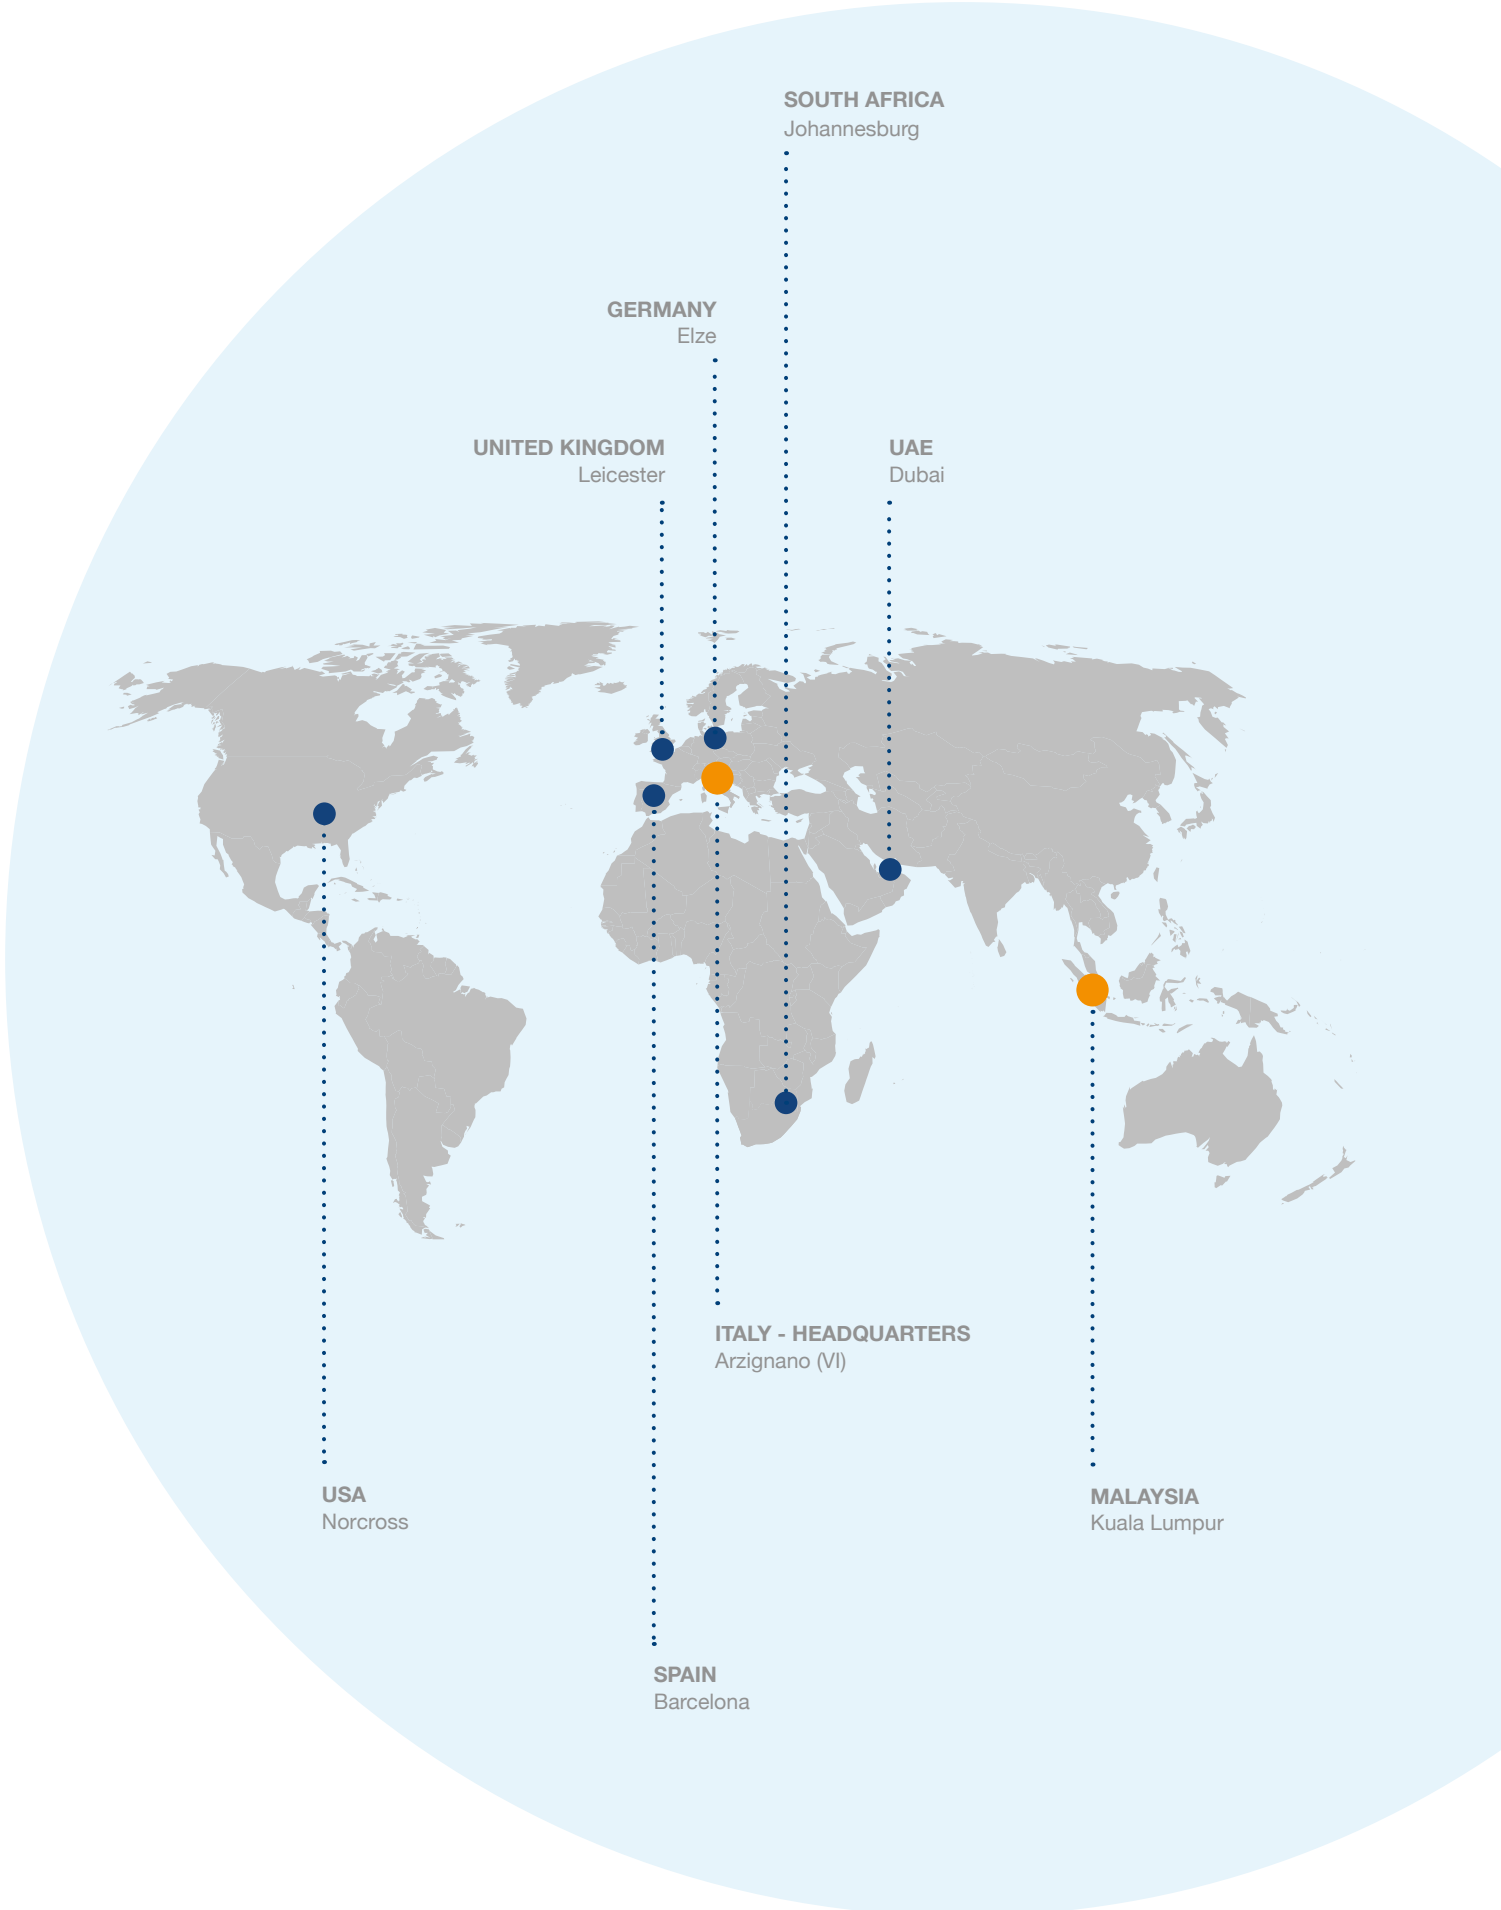 SOUTH AFRICA
Johannesburg
GERMANY
Elze
UNITED KINGDOM
Leicester
UAE
Dubai
ITALY - HEADQUARTERS
Arzignano (VI)
USA
Norcross
MALAYSIA
Kuala Lumpur
SPAIN
Barcelona